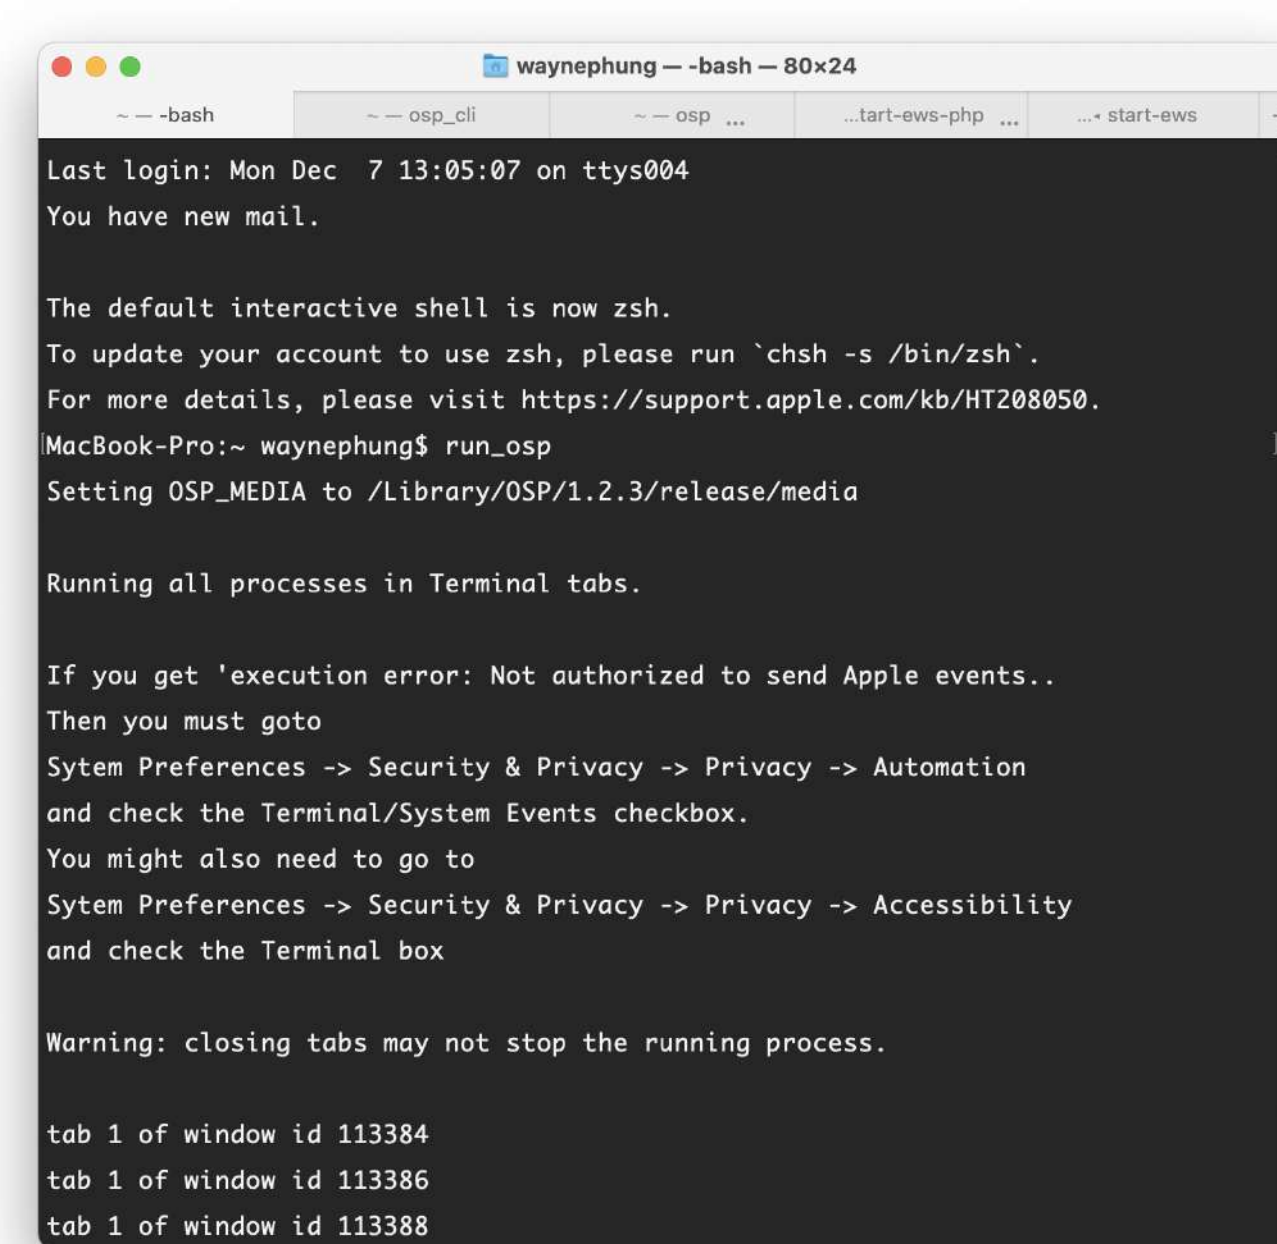 waynephung — -bash — 80×24
~ — -bash
~ — osp_cli
~ — osp ...
...tart-ews-php ...
...◂ start-ews
Last login: Mon Dec  7 13:05:07 on ttys004
You have new mail.
The default interactive shell is now zsh.
To update your account to use zsh, please run `chsh -s /bin/zsh`.
For more details, please visit https://support.apple.com/kb/HT208050.
[MacBook-Pro:~ waynephung$ run_osp ]
Setting OSP_MEDIA to /Library/OSP/1.2.3/release/media
Running all processes in Terminal tabs.
If you get 'execution error: Not authorized to send Apple events..
Then you must goto
Sytem Preferences -> Security & Privacy -> Privacy -> Automation
and check the Terminal/System Events checkbox.
You might also need to go to
Sytem Preferences -> Security & Privacy -> Privacy -> Accessibility
and check the Terminal box
Warning: closing tabs may not stop the running process.
tab 1 of window id 113384
tab 1 of window id 113386
tab 1 of window id 113388